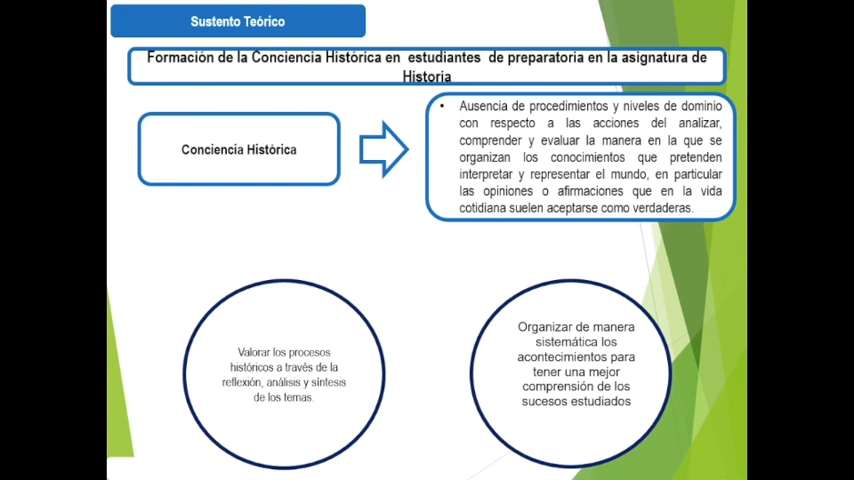 Sustento Teórico
Formación de la Conciencia Histórica en estudiantes de preparatoria en la asignatura de
Historia
Conciencia Histórica
• Ausencia de procedimientos y niveles de dominio
con respecto a las acciones del analizar,
comprender y evaluar la manera en la que se
organizan los conocimientos que pretenden
interpretar y representar el mundo, en particular
las opiniones o afirmaciones que en la vida
cotidiana suelen aceptarse como verdaderas.
Valorar los procesos
históricos a través de la
reflexión, análisis y síntesis
de los temas.
Organizar de manera
sistemática los
acontecimientos para
tener una mejor
comprensión de los
sucesos estudiados